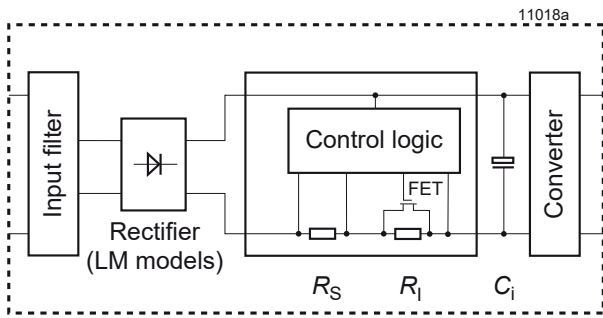 11018a
Input filter
Rectifier
(LM models)
Control logic
FET
RS
RI
Ci
Converter